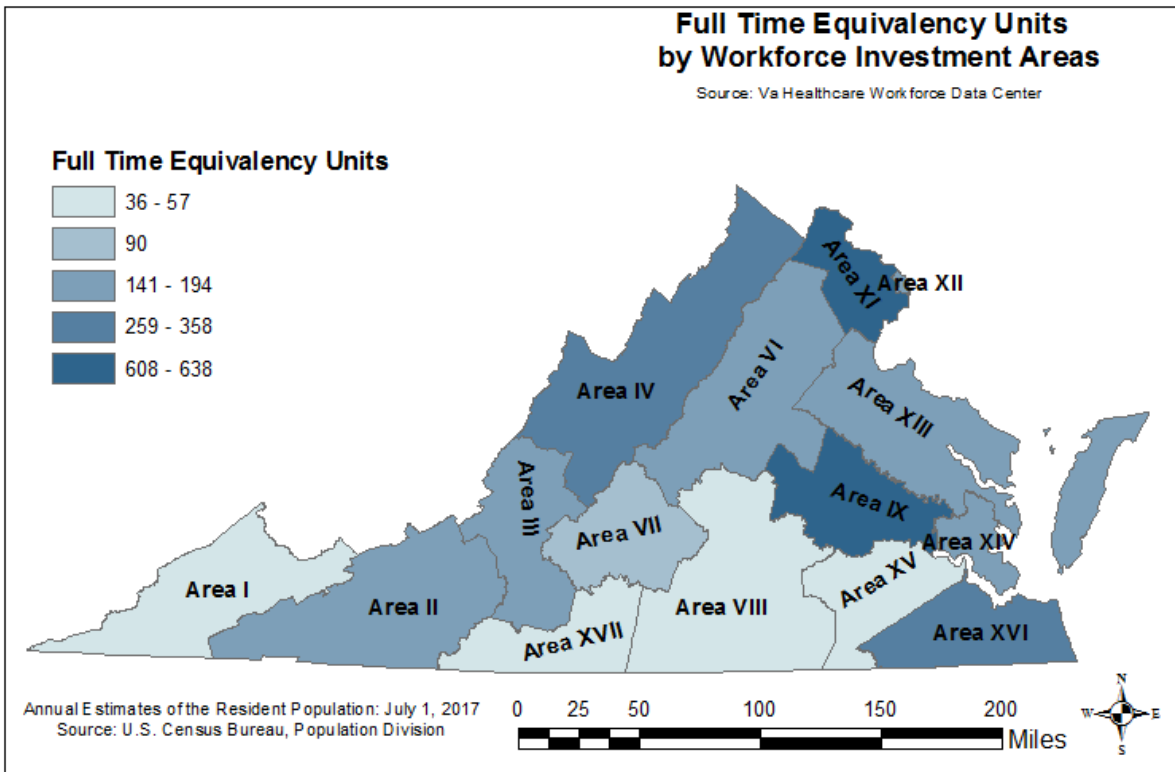 Full Time Equivalency Units
by Workforce Investment Areas
Source: Va Healthcare Workforce Data Center
Full Time Equivalency Units
36 - 57
90
141 - 194
259 - 358
608 - 638
Area XI
Area XII
Area VI
Area IV
Area XIII
Area III
Area IX
Area VII
Area XIV
Area XV
Area I
Area II
Area VIII
Area XVII
Area XVI
Annual Estimates of the Resident Population: July 1, 2017
Source: U.S. Census Bureau, Population Division
0 25 50 100 150 200
Miles
N
W E
S